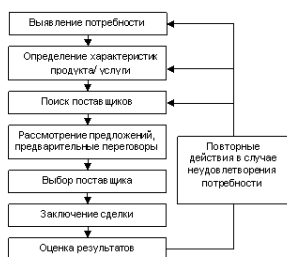 Выявление потребности
Определение характеристик
продукта/ услуги
Поиск поставщиков
Рассмотрение предложений,
предварительные переговоры
Выбор поставщика
Заключение сделки
Оценка результатов
Повторные
действия в случае
неудовлетворения
потребности